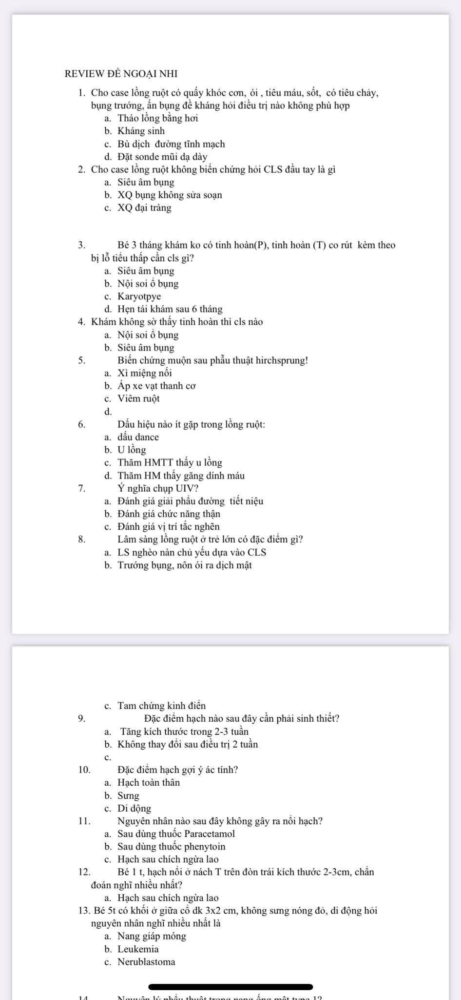 REVIEW ĐỀ NGOẠI NHI
1. Cho case lồng ruột có quấy khóc cơn, ói , tiêu máu, sốt, có tiêu chảy,
bụng trướng, ấn bụng đề kháng hỏi điều trị nào không phù hợp
a. Tháo lồng bằng hơi
b. Kháng sinh
c. Bù dịch đường tĩnh mạch
d. Đặt sonde mũi dạ dày
2. Cho case lồng ruột không biến chứng hỏi CLS đầu tay là gì
a. Siêu âm bụng
b. XQ bụng không sửa soạn
c. XQ đại tràng
3. Bé 3 tháng khám ko có tinh hoàn(P), tinh hoàn (T) co rút kèm theo
bị lỗ tiểu thấp cần cls gì?
a. Siêu âm bụng
b. Nội soi ổ bụng
c. Karyotpye
d. Hẹn tái khám sau 6 tháng
4. Khám không sờ thấy tinh hoàn thì cls nào
a. Nội soi ổ bụng
b. Siêu âm bụng
5. Biến chứng muộn sau phẫu thuật hirchsprung!
a. Xì miệng nối
b. Áp xe vạt thanh cơ
c. Viêm ruột
d.
6. Dấu hiệu nào ít gặp trong lồng ruột:
a. dấu dance
b. U lồng
c. Thăm HMTT thấy u lồng
d. Thăm HM thấy găng dính máu
7. Ý nghĩa chụp UIV?
a. Đánh giá giải phẩu đường tiết niệu
b. Đánh giá chức năng thận
c. Đánh giá vị trí tắc nghẽn
8. Lâm sàng lồng ruột ở trẻ lớn có đặc điểm gì?
a. LS nghèo nàn chủ yếu dựa vào CLS
b. Trướng bụng, nôn ói ra dịch mật
c. Tam chứng kinh điển
9. Đặc điểm hạch nào sau đây cần phải sinh thiết?
a. Tăng kích thước trong 2-3 tuần
b. Không thay đổi sau điều trị 2 tuần
c.
10. Đặc điểm hạch gợi ý ác tính?
a. Hạch toàn thân
b. Sưng
c. Di dộng
11. Nguyên nhân nào sau đây không gây ra nổi hạch?
a. Sau dùng thuốc Paracetamol
b. Sau dùng thuốc phenytoin
c. Hạch sau chích ngừa lao
12. Bé 1 t, hạch nổi ở nách T trên đòn trái kích thước 2-3cm, chẩn
đoán nghĩ nhiều nhất?
a. Hạch sau chích ngừa lao
13. Bé 5t có khối ở giữa cổ dk 3x2 cm, không sưng nóng đỏ, di động hỏi
nguyên nhân nghĩ nhiều nhất là
a. Nang giáp móng
b. Leukemia
c. Nerublastoma
14. Nguyên lý phẫu thuật trong nang ống mật type 1?